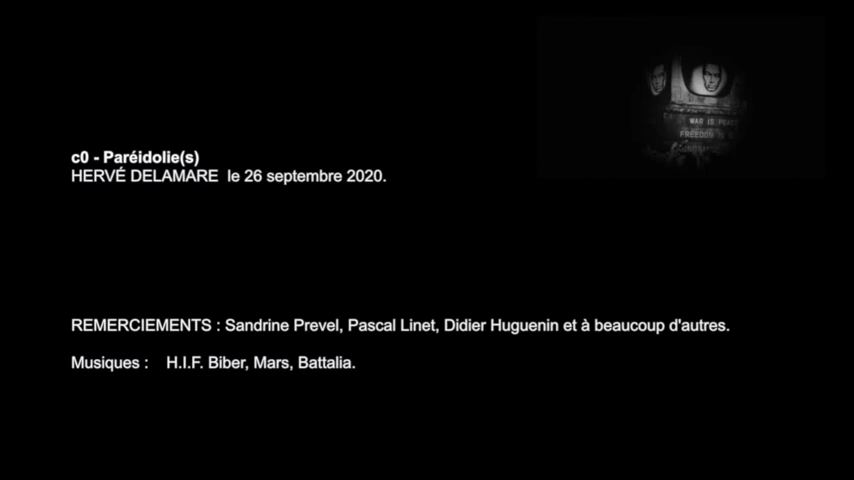 WAR IS PEACE
FREEDOM IS
c0 - Paréidolie(s)
HERVÉ DELAMARE le 26 septembre 2020.
REMERCIEMENTS : Sandrine Prevel, Pascal Linet, Didier Huguenin et à beaucoup d'autres.
Musiques : H.I.F. Biber, Mars, Battalia.